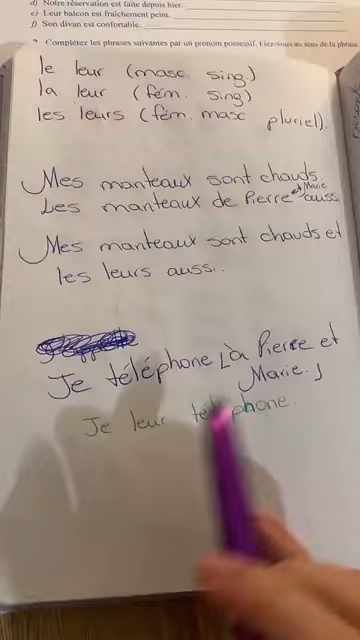 d) Notre réservation est faite depuis hier.
e) Leur balcon est fraîchement peint.
f) Son divan est confortable.
Complétez les phrases suivantes par un pronom possessif. Fiez-vous au sens de la phrase
le leur (masc sing.)
la leur (fém. sing)
les leurs (fém. masc pluriel).
Mes manteaux sont chauds.
Les manteaux de Pierre et Marie aussi
Mes manteaux sont chauds et
les leurs aussi.
Je téléphone à Pierre et
Marie.
Je leur téléphone.